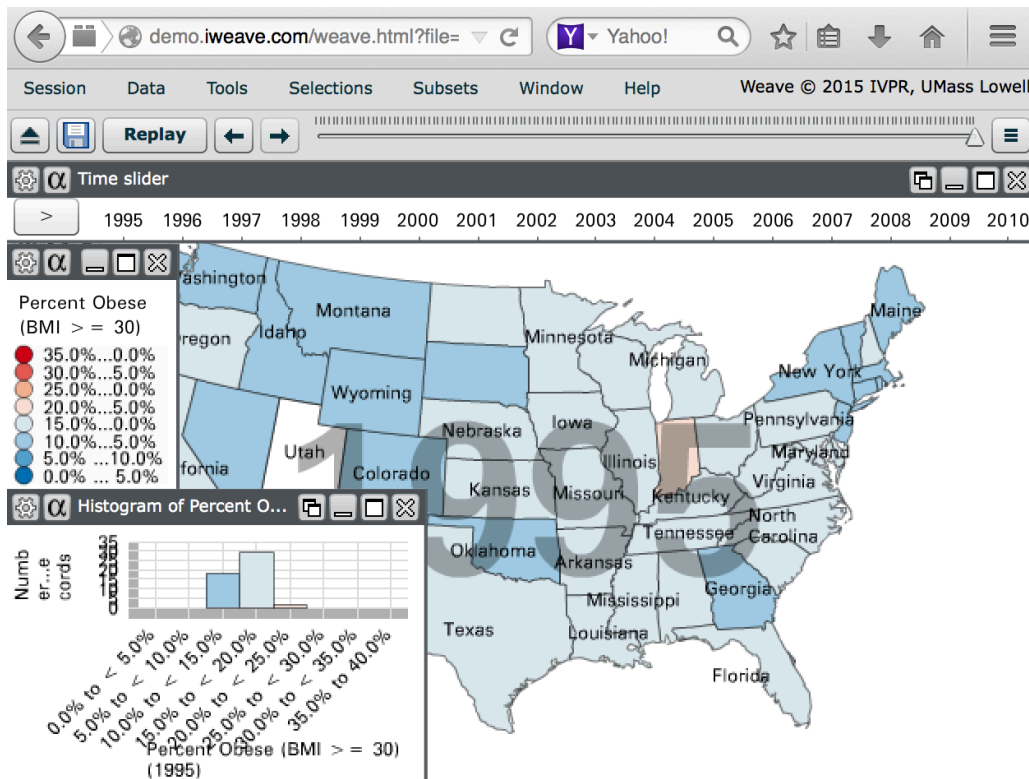 demo.iweave.com/weave.html?file=
Yahoo!
Session Data Tools Selections Subsets Window Help Weave © 2015 IVPR, UMass Lowell
Replay
α Time slider
> 1995 1996 1997 1998 1999 2000 2001 2002 2003 2004 2005 2006 2007 2008 2009 2010
α
Percent Obese
(BMI > = 30)
35.0%...0.0%
30.0%...5.0%
25.0%...0.0%
20.0%...5.0%
15.0%...0.0%
10.0%...5.0%
5.0% ...10.0%
0.0% ... 5.0%
1995
Washington
Montana
Maine
Idaho
Minnesota
regon
Michigan
New York
Wyoming
Pennsylvania
Nebraska
Iowa
Utah
Maryland
Illinois
fornia
Colorado
Kansas
Missouri
Kentucky
Virginia
North
Carolina
Tennessee
Oklahoma
Arkansas
Georgia
Mississippi
Texas
Louisiana
Florida
α Histogram of Percent O...
Numb
er...e
cords
35
0
0.0% to < 5.0%
5.0% to < 10.0%
10.0% to < 15.0%
15.0% to < 20.0%
20.0% to < 25.0%
25.0% to < 30.0%
30.0% to < 35.0%
35.0% to 40.0%
Percent Obese (BMI > = 30)
(1995)